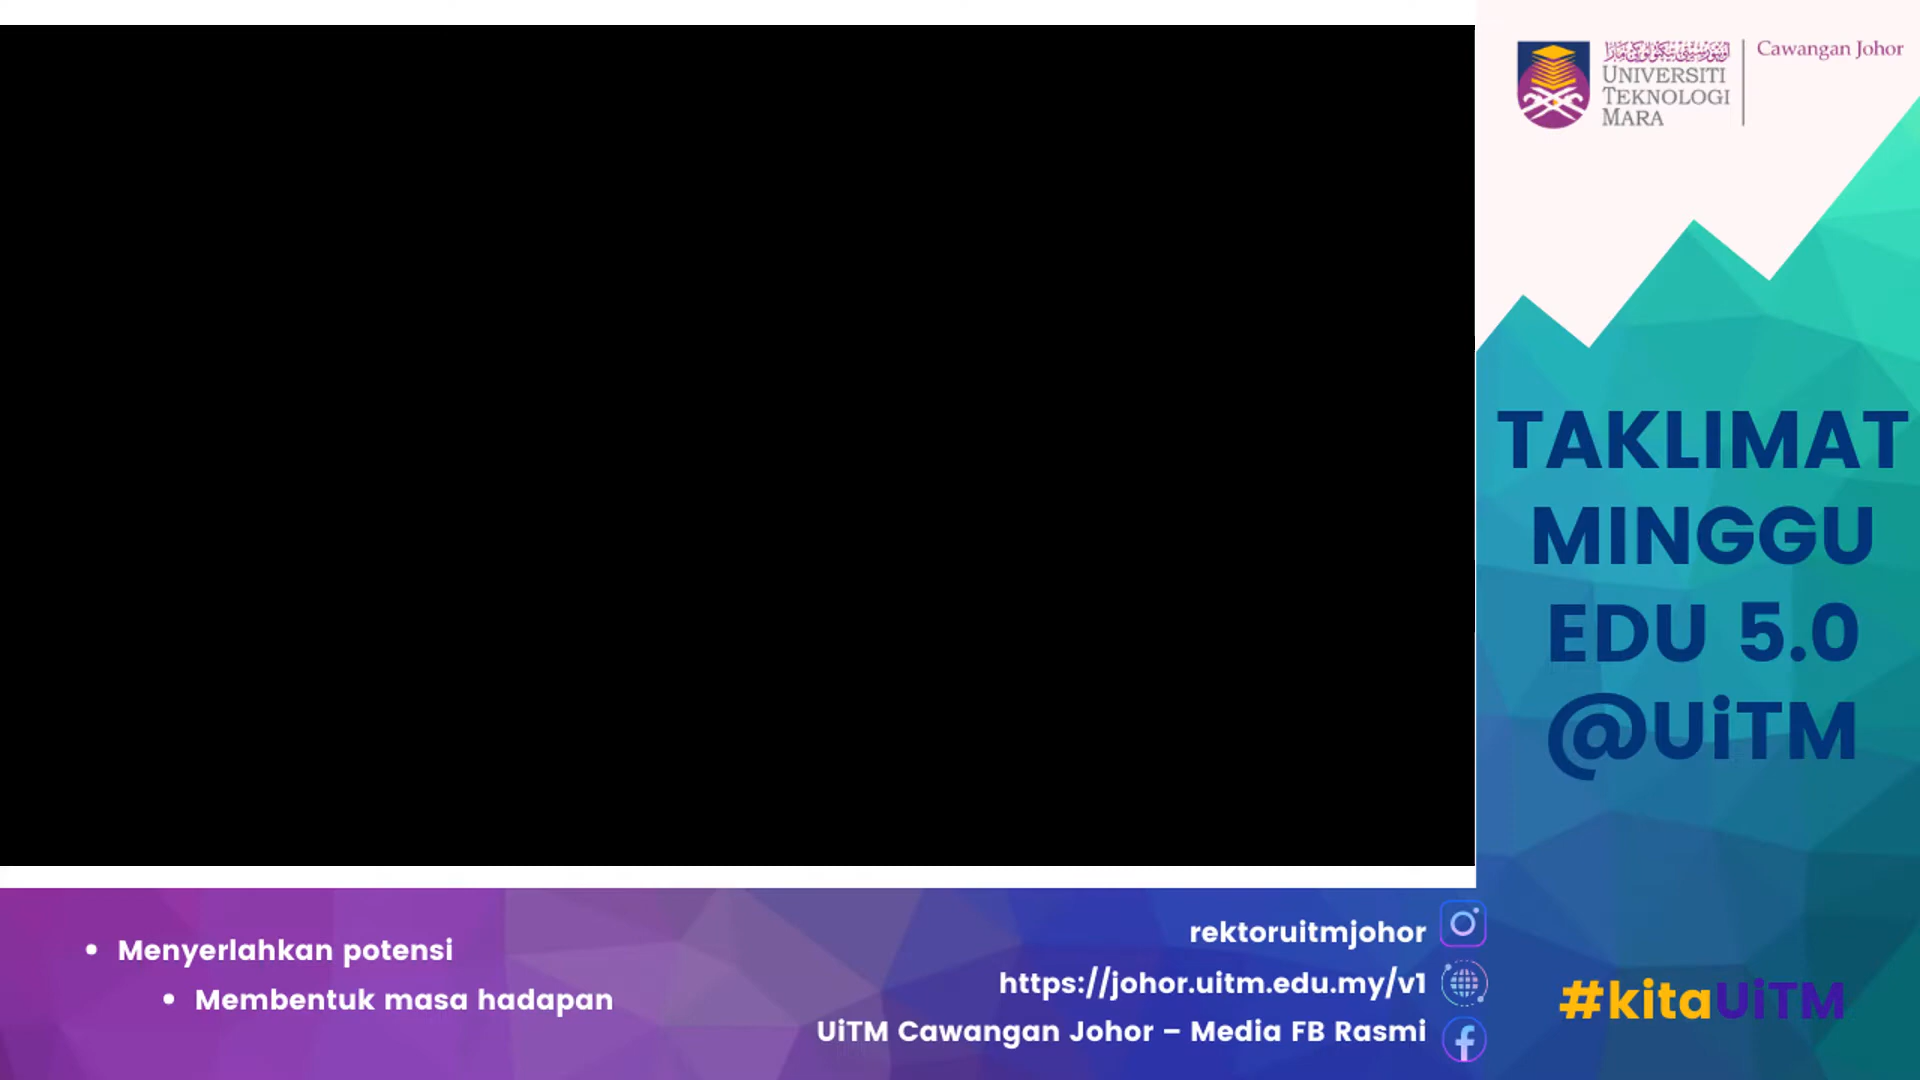 UNIVERSITI
TEKNOLOGI
MARA
Cawangan Johor
TAKLIMAT
MINGGU
EDU 5.0
@UiTM
• Menyerlahkan potensi
• Membentuk masa hadapan
rektoruitmjohor
https://johor.uitm.edu.my/v1
UiTM Cawangan Johor – Media FB Rasmi
#kitaUiTM